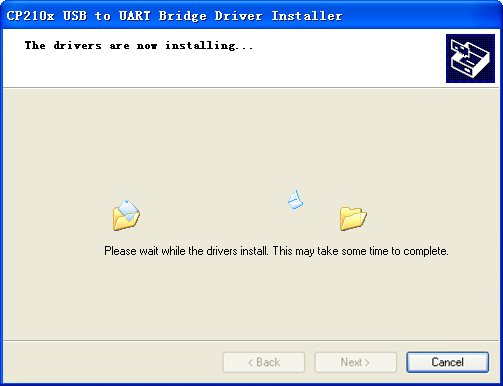 CP210x USB to UART Bridge Driver Installer
The drivers are now installing...
Please wait while the drivers install. This may take some time to complete.
< Back
Next >
Cancel